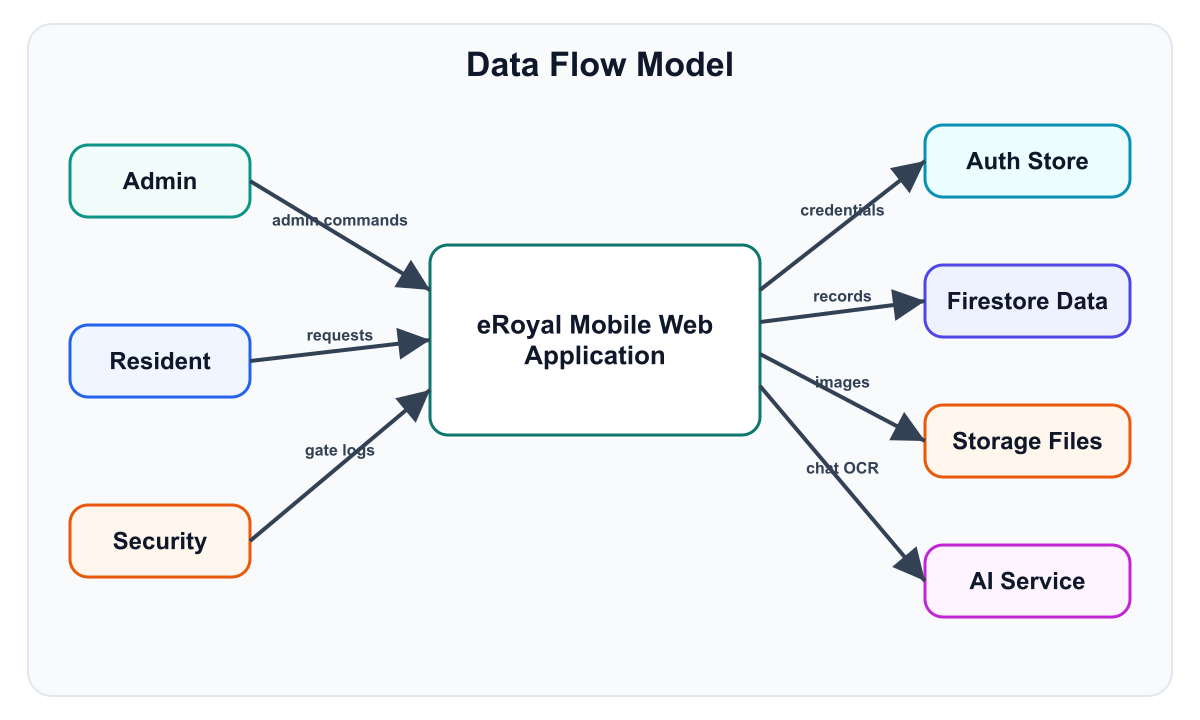 Data Flow Model
Admin
admin commands
Resident
requests
Security
gate logs
eRoyal Mobile Web
Application
credentials
Auth Store
records
Firestore Data
images
Storage Files
chat OCR
AI Service